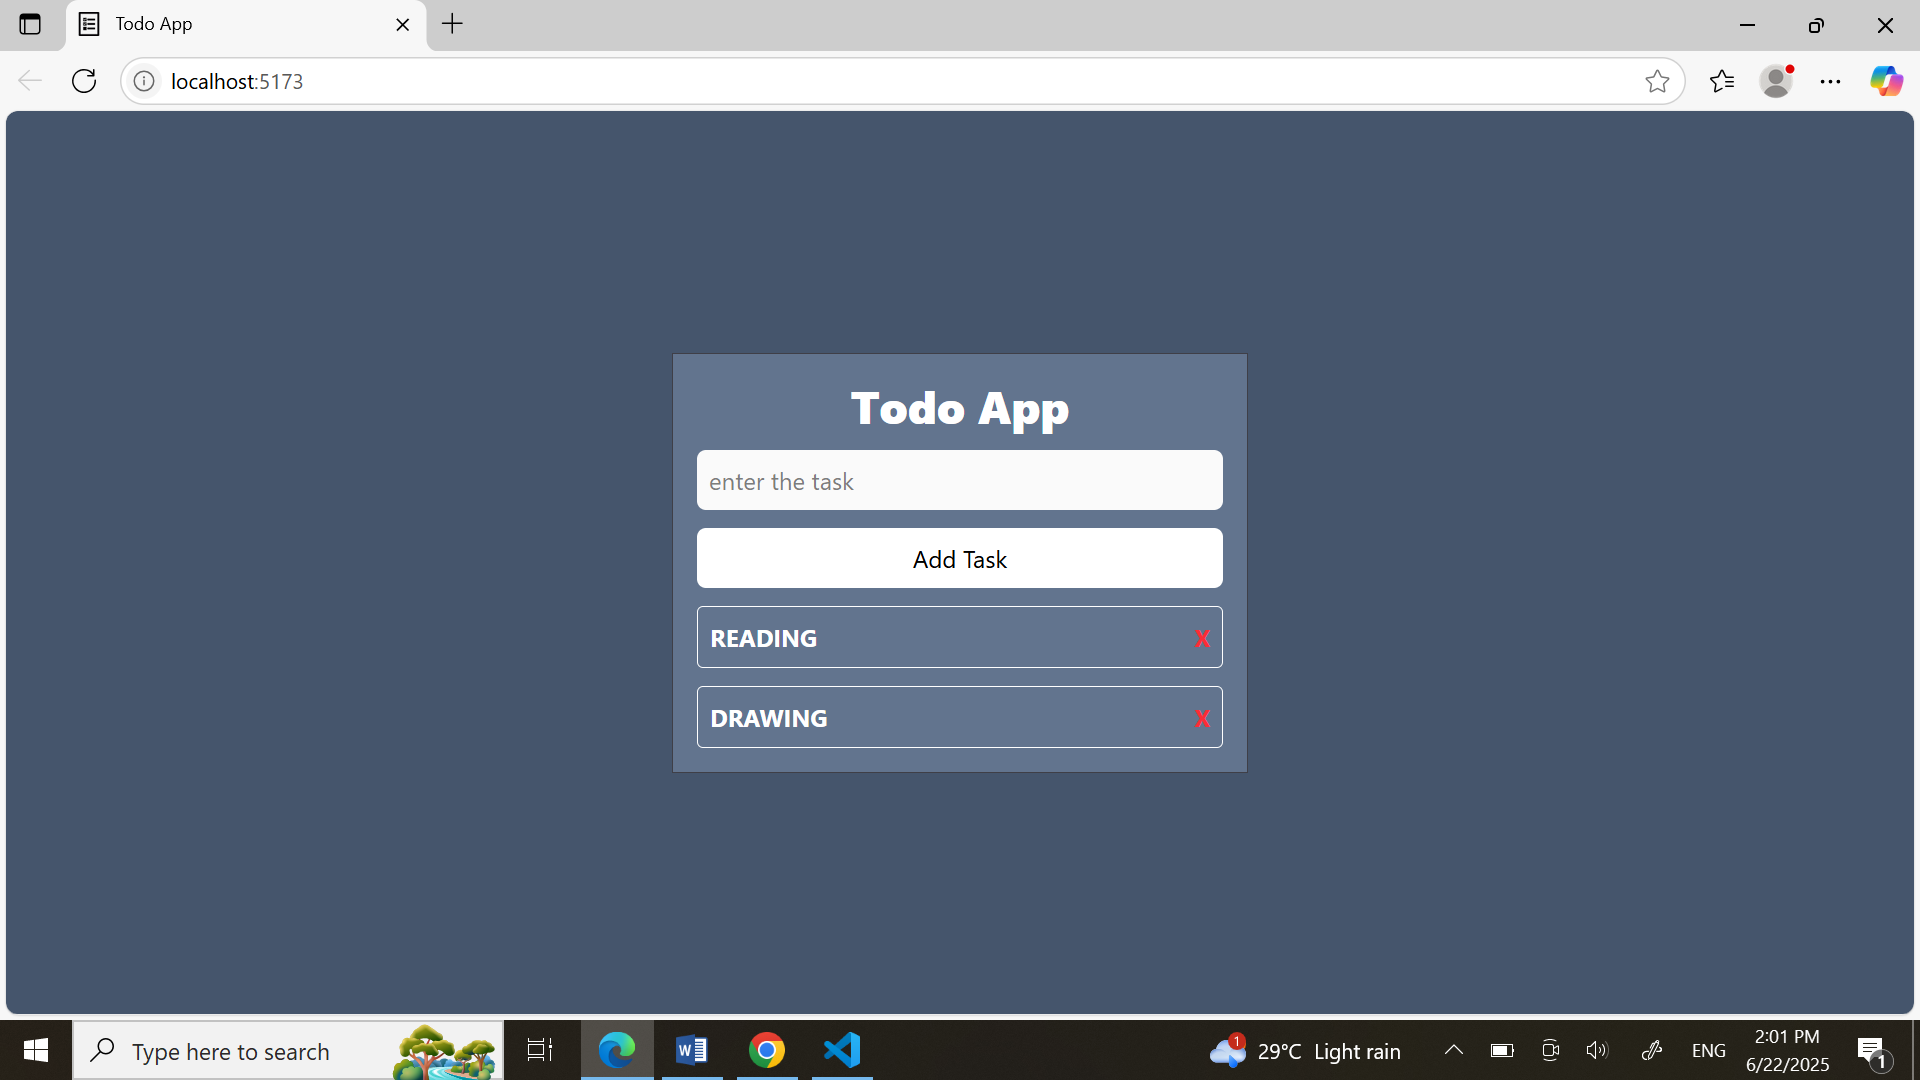 Todo App
localhost:5173
Todo App
enter the task
Add Task
READING X
DRAWING X
Type here to search
W
1
29°C Light rain
ENG
2:01 PM
6/22/2025
1